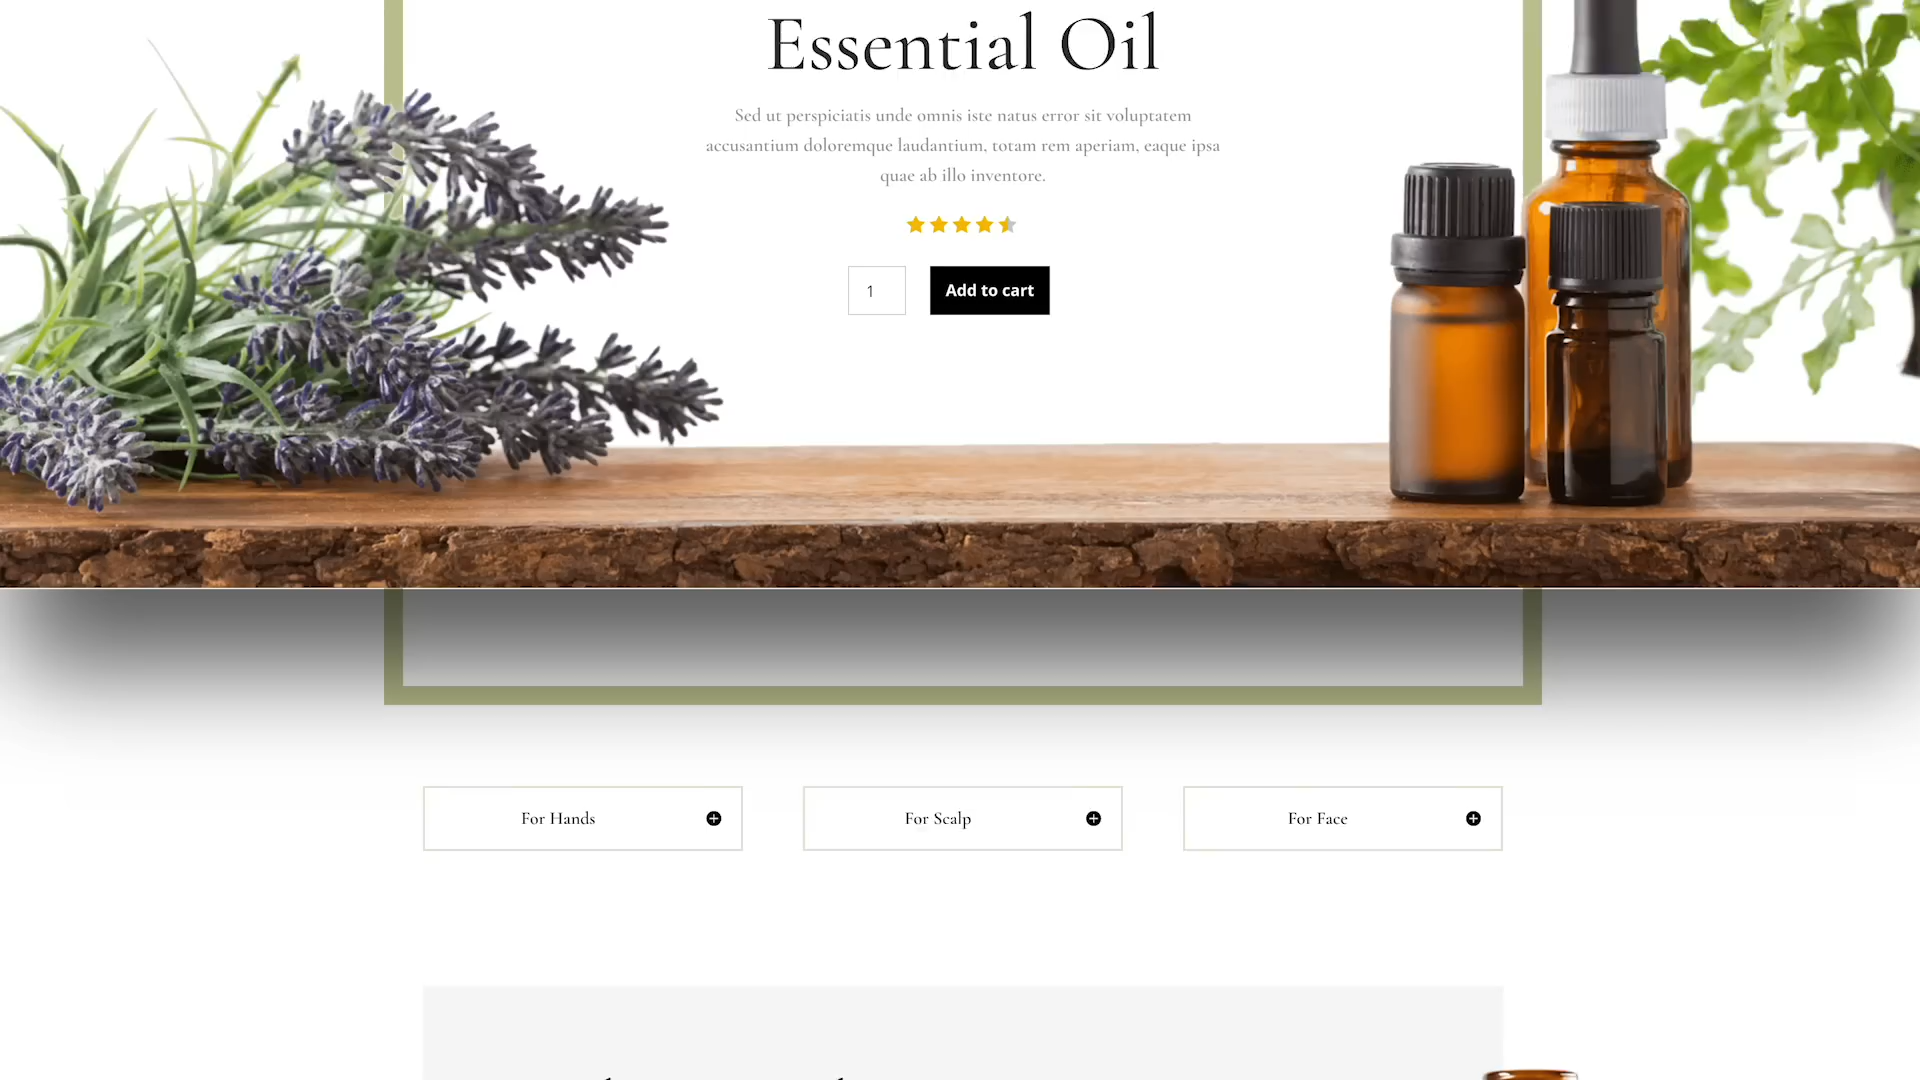 Essential Oil
Sed ut perspiciatis unde omnis iste natus error sit voluptatem
accusantium doloremque laudantium, totam rem aperiam, eaque ipsa
quae ab illo inventore.
1
Add to cart
For Hands
For Scalp
For Face